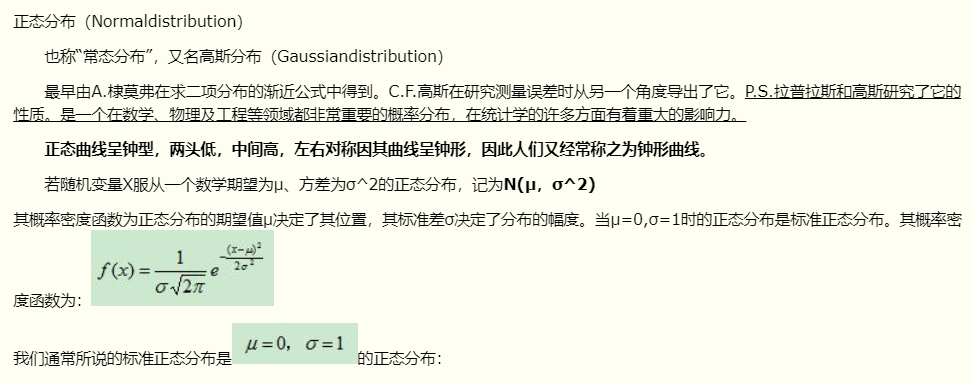 正态分布（Normaldistribution）
也称“常态分布”，又名高斯分布（Gaussiandistribution）
最早由A.棣莫弗在求二项分布的渐近公式中得到。C.F.高斯在研究测量误差时从另一个角度导出了它。P.S.拉普拉斯和高斯研究了它的
性质。是一个在数学、物理及工程等领域都非常重要的概率分布，在统计学的许多方面有着重大的影响力。
正态曲线呈钟型，两头低，中间高，左右对称因其曲线呈钟形，因此人们又经常称之为钟形曲线。
若随机变量X服从一个数学期望为μ、方差为σ^2的正态分布，记为N(μ，σ^2)
其概率密度函数为正态分布的期望值μ决定了其位置，其标准差σ决定了分布的幅度。当μ=0,σ=1时的正态分布是标准正态分布。其概率密
度函数为： f(x)=\frac{1}{σ\sqrt{2π}}e^{-\frac{(x-μ)^2}{2σ^2}}
我们通常所说的标准正态分布是 μ=0，σ=1 的正态分布：